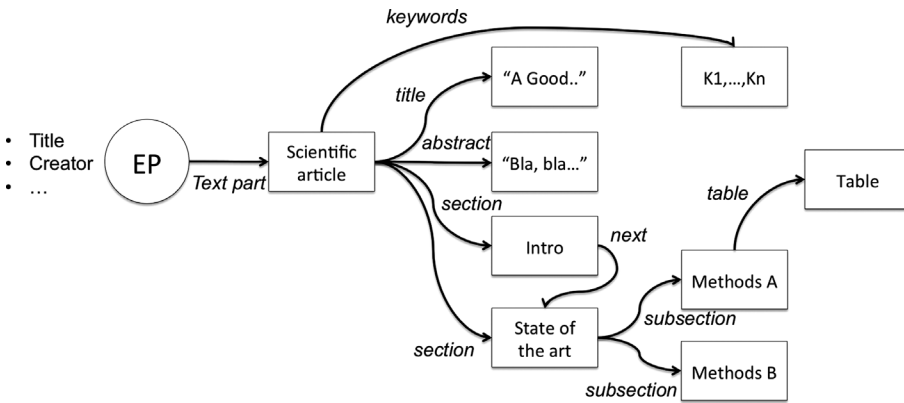 keywords
"A Good.."
K1,...,Kn
title
• Title
• Creator
• ...
EP
Text part
Scientific
article
abstract
"Bla, bla..."
section
Intro
next
table
Table
Methods A
subsection
section
State of
the art
subsection
Methods B